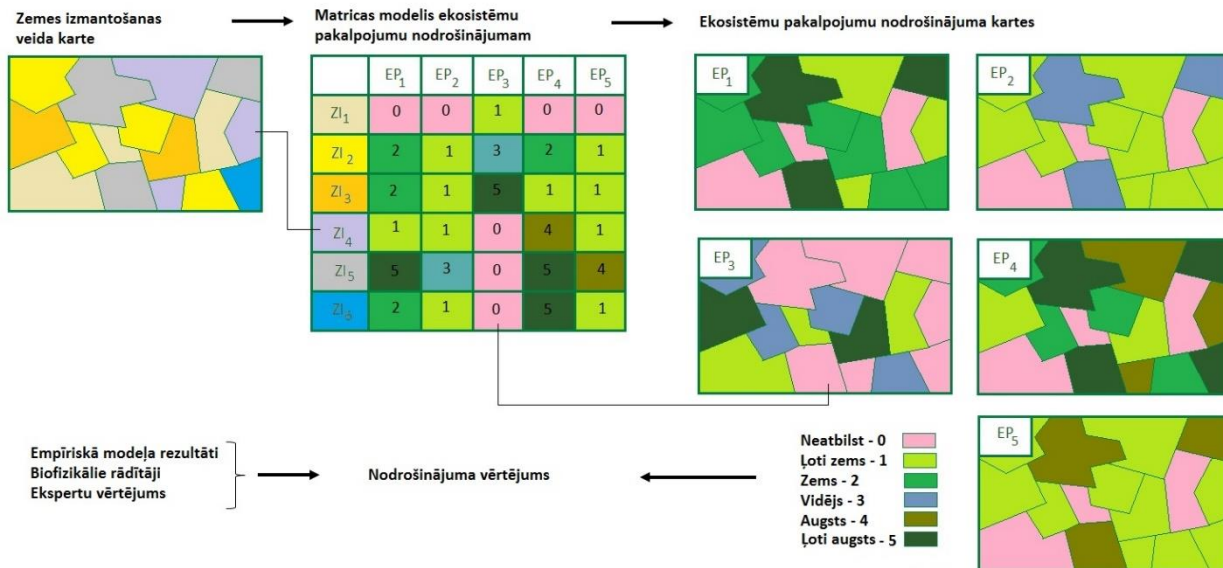 Zemes izmantošanas
veida karte
Matricas modelis ekosistēmu
pakalpojumu nodrošinājumam
Ekosistēmu pakalpojumu nodrošinājuma kartes
EP1 EP2 EP3 EP4 EP5
ZI1 0 0 1 0 0
ZI2 2 1 3 2 1
ZI3 2 1 5 1 1
ZI4 1 1 0 4 1
ZI5 5 3 0 5 4
ZI6 2 1 0 5 1
EP1
EP2
EP3
EP4
EP5
Empīriskā modeļa rezultāti
Biofizikālie rādītāji
Ekspertu vērtējums
Nodrošinājuma vērtējums
Neatbilst - 0
Ļoti zems - 1
Zems - 2
Vidējs - 3
Augsts - 4
Ļoti augsts - 5